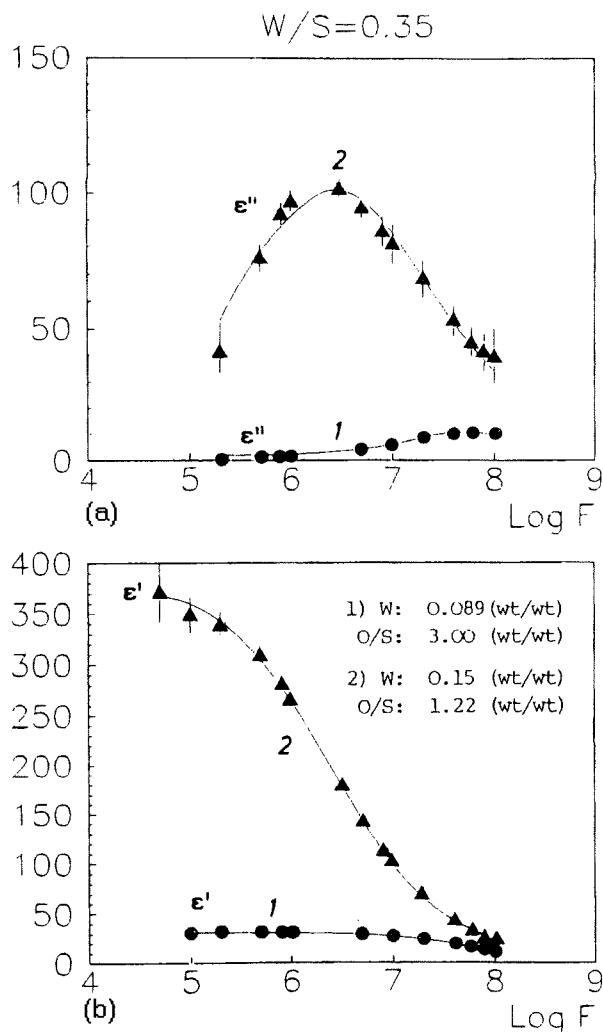 W/S=0.35
150
100
50
0
ε"
2
ε"
1
4 5 6 7 8 9
(a)
Log F
400
350
300
250
200
150
100
50
0
ε'
1) W: 0.089 (wt/wt)
O/S: 3.00 (wt/wt)
2) W: 0.15 (wt/wt)
O/S: 1.22 (wt/wt)
2
ε'
1
4 5 6 7 8 9
(b)
Log F